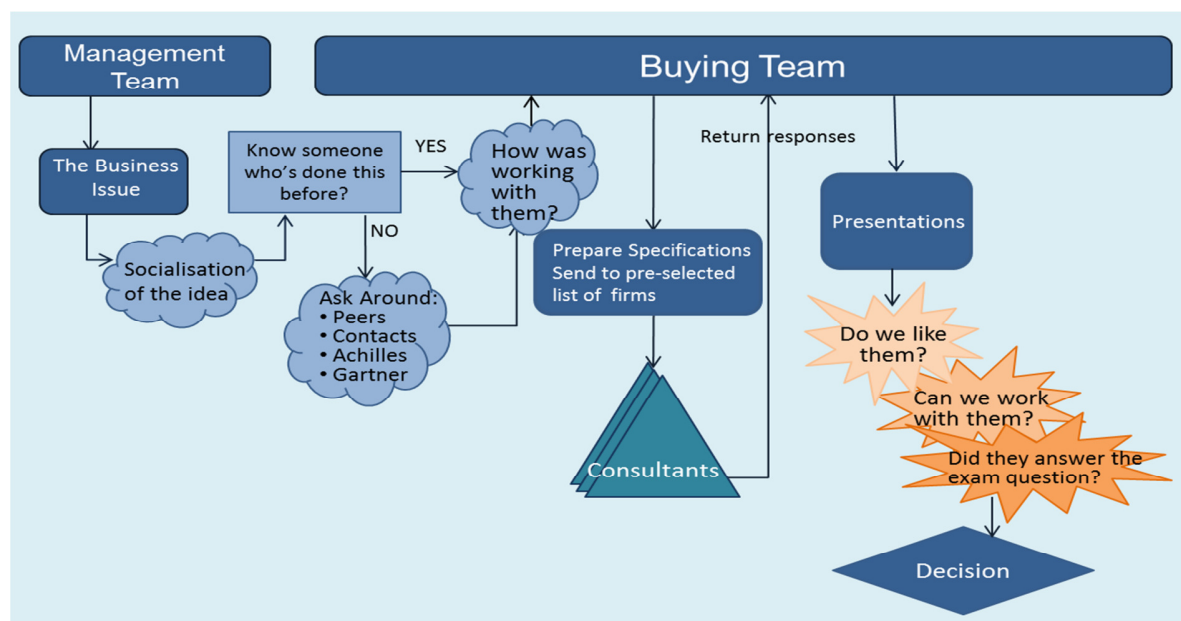 Management
Team
Buying Team
The Business
Issue
Socialisation
of the idea
Know someone
who's done this
before?
YES
NO
Ask Around:
• Peers
• Contacts
• Achilles
• Gartner
How was
working
with
them?
Prepare Specifications
Send to pre-selected
list of firms
Consultants
Return responses
Presentations
Do we like
them?
Can we work
with them?
Did they answer the
exam question?
Decision